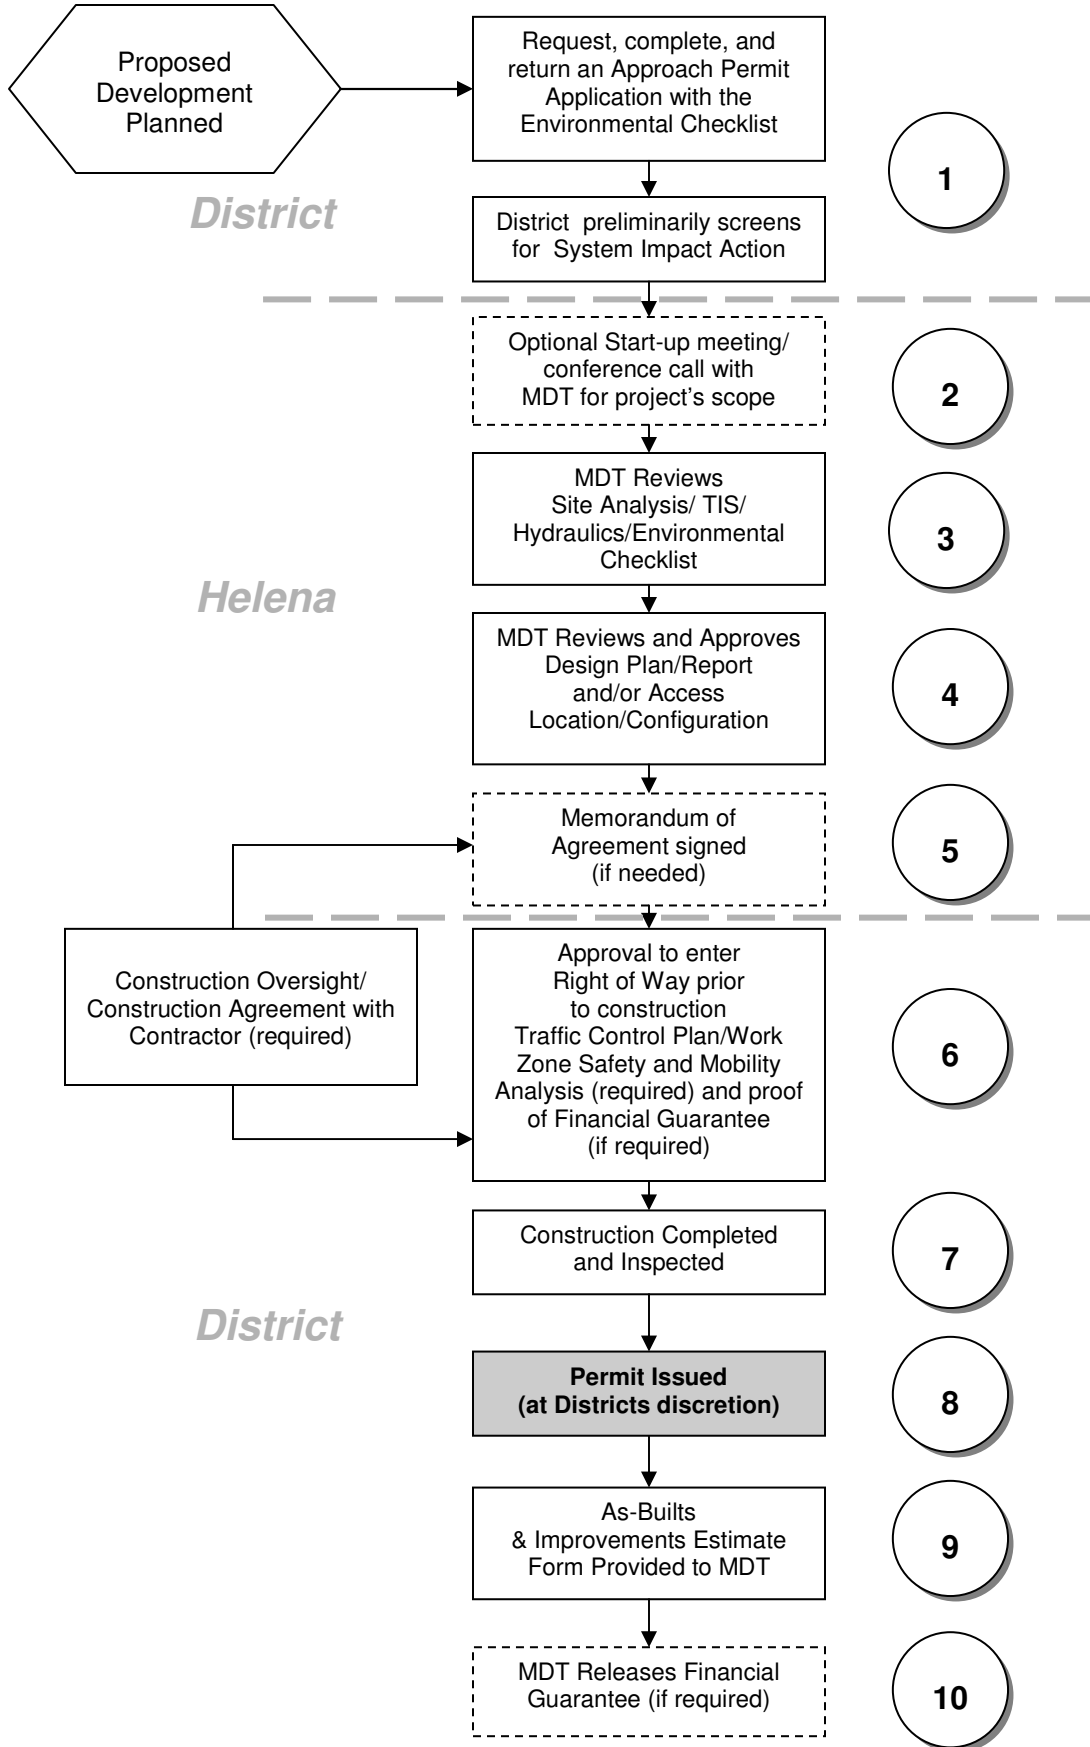 Proposed
Development
Planned
Request, complete, and
return an Approach Permit
Application with the
Environmental Checklist
1
District
District preliminarily screens
for System Impact Action
Optional Start-up meeting/
conference call with
MDT for project's scope
2
MDT Reviews
Site Analysis/ TIS/
Hydraulics/Environmental
Checklist
3
Helena
MDT Reviews and Approves
Design Plan/Report
and/or Access
Location/Configuration
4
Memorandum of
Agreement signed
(if needed)
5
Construction Oversight/
Construction Agreement with
Contractor (required)
Approval to enter
Right of Way prior
to construction
Traffic Control Plan/Work
Zone Safety and Mobility
Analysis (required) and proof
of Financial Guarantee
(if required)
6
Construction Completed
and Inspected
7
District
Permit Issued
(at Districts discretion)
8
As-Builts
& Improvements Estimate
Form Provided to MDT
9
MDT Releases Financial
Guarantee (if required)
10